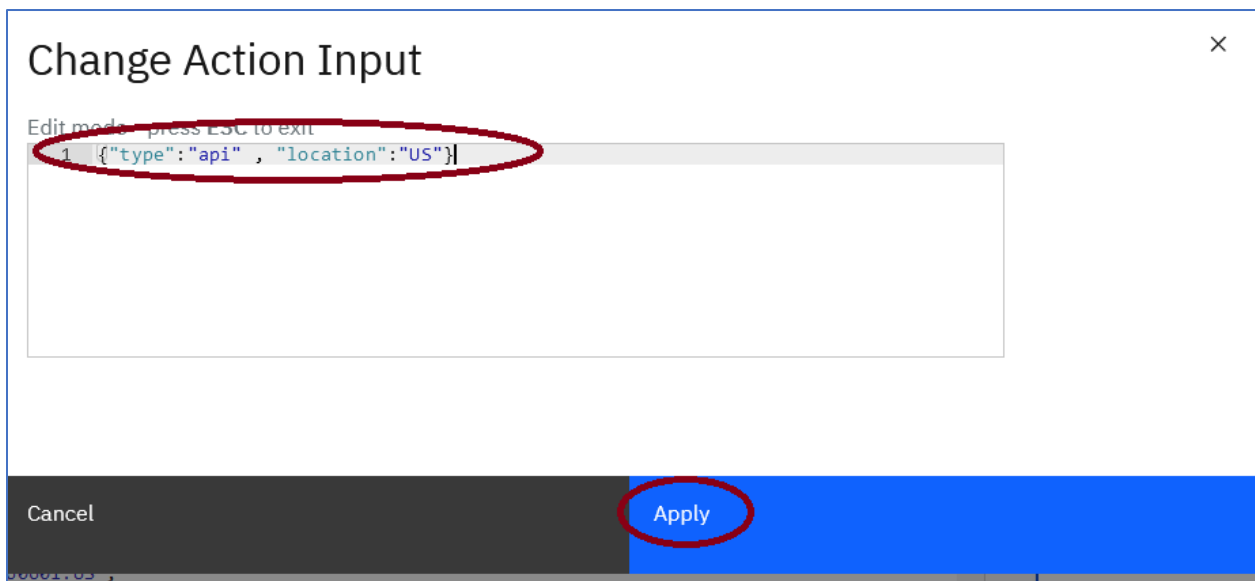 Change Action Input
Edit mode - press ESC to exit
1 {"type":"api" , "location":"US"}
Cancel
Apply